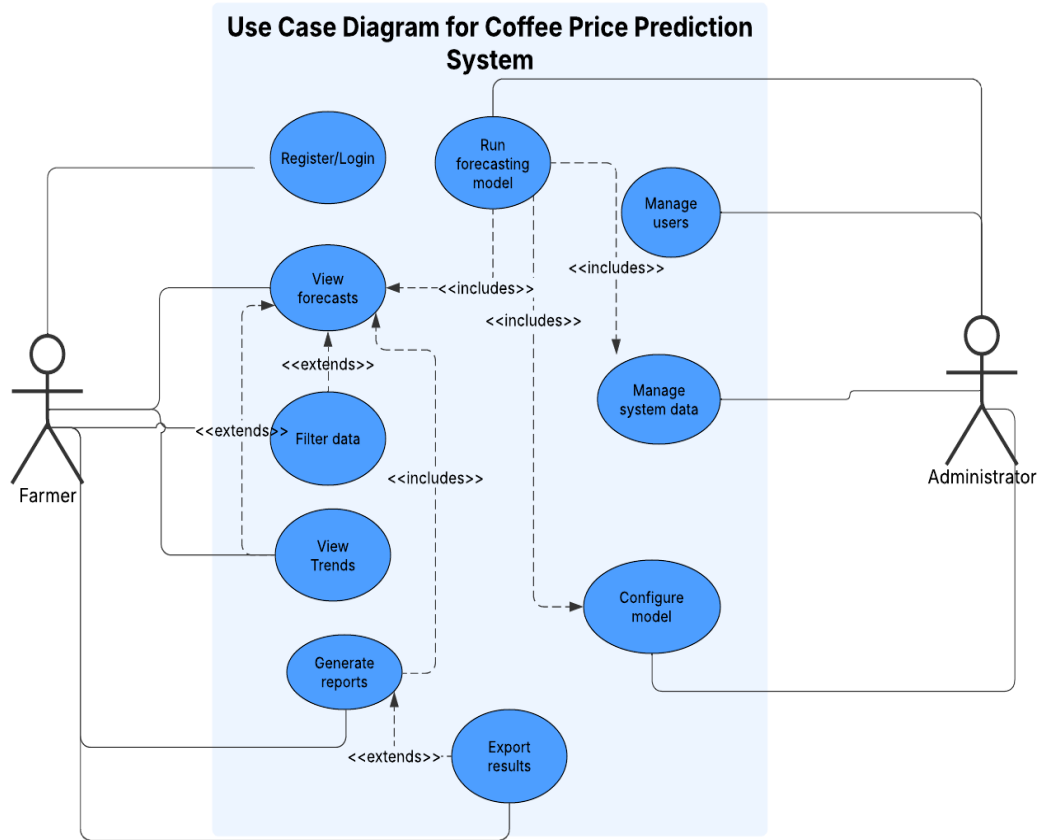 Use Case Diagram for Coffee Price Prediction
System
Register/Login
Run
forecasting
model
Manage
users
<<includes>>
View
forecasts
<<includes>>
<<includes>>
<<extends>>
Manage
system data
<<extends>>
Filter data
<<includes>>
Farmer
Administrator
View
Trends
Configure
model
Generate
reports
<<extends>>
Export
results